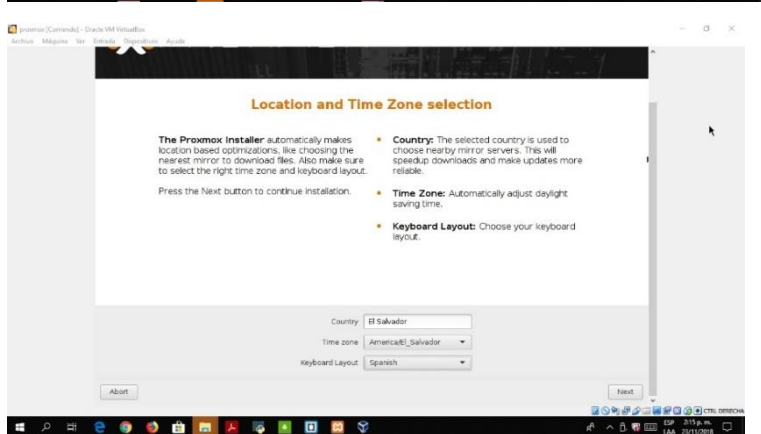 proxmox [Corriendo] - Oracle VM VirtualBox
Archivo Máquina Ver Entrada Dispositivos Ayuda
Location and Time Zone selection
The Proxmox Installer automatically makes
location based optimizations, like choosing the
nearest mirror to download files. Also make sure
to select the right time zone and keyboard layout.
Press the Next button to continue installation.
• Country: The selected country is used to
choose nearby mirror servers. This will
speedup downloads and make updates more
reliable.
• Time Zone: Automatically adjust daylight
saving time.
• Keyboard Layout: Choose your keyboard
layout.
Country El Salvador
Time zone America/El_Salvador
Keyboard Layout Spanish
Abort
Next
CTRL DERECHA
ESP 2:15 p. m.
LAA 23/11/2018